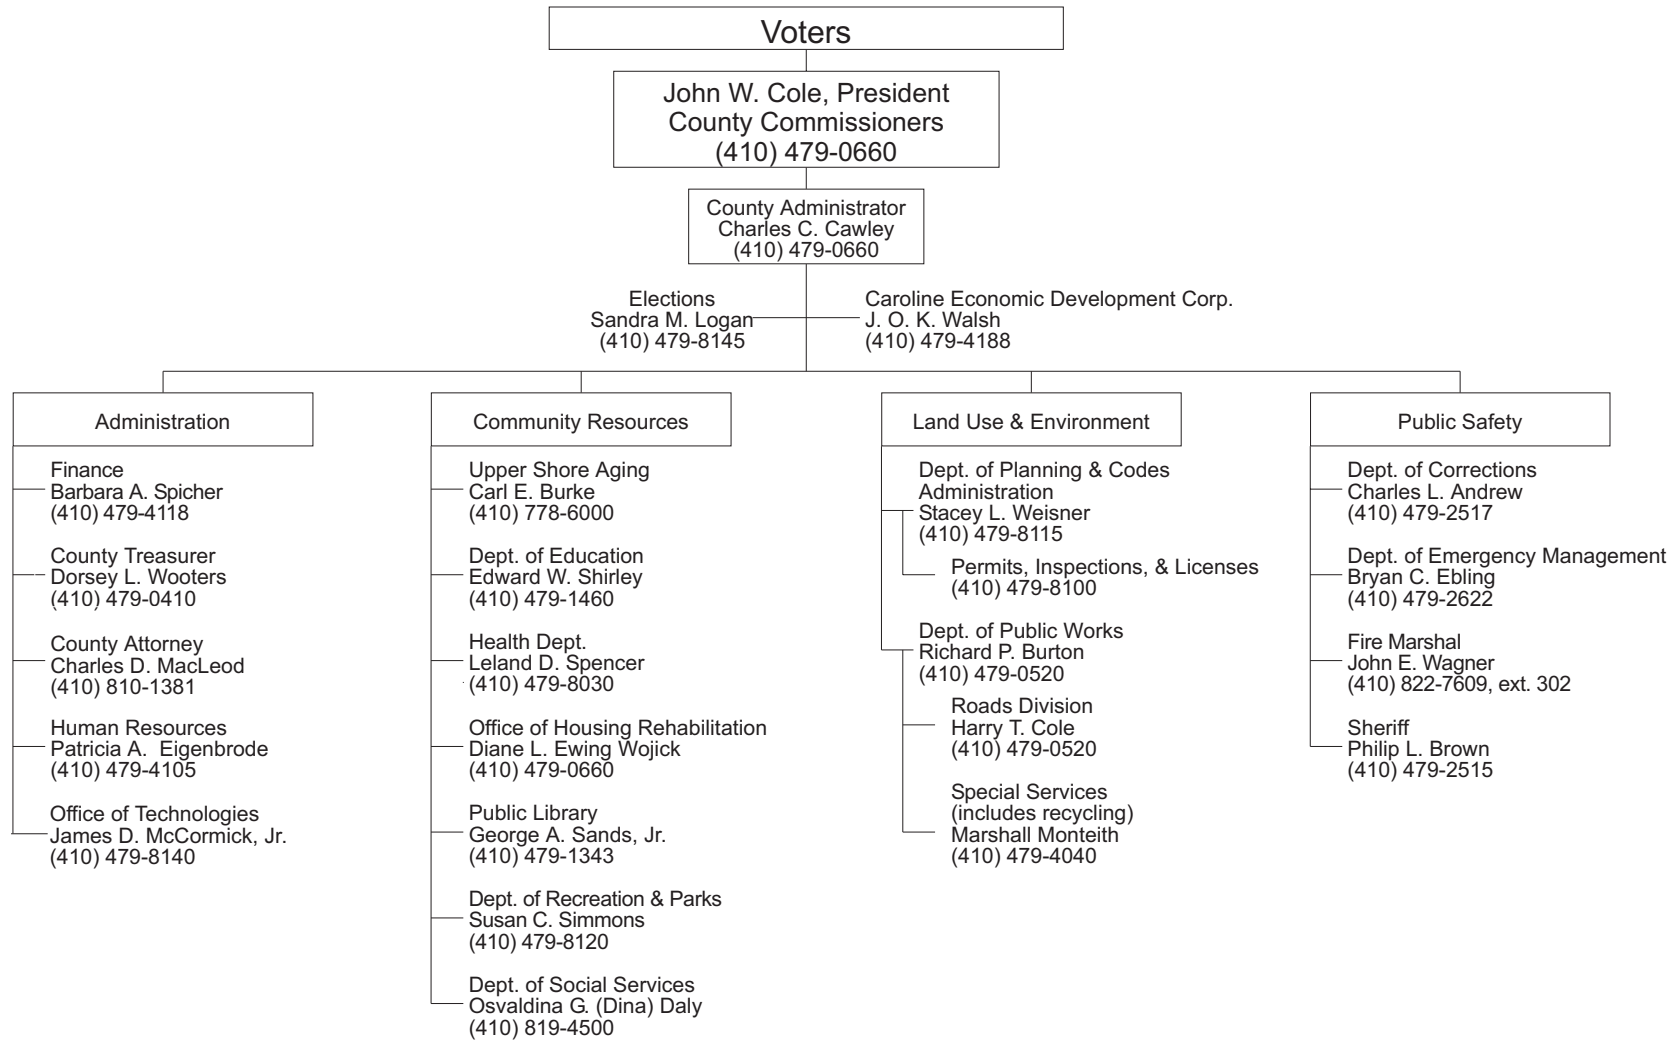 Voters
John W. Cole, President
County Commissioners
(410) 479-0660
County Administrator
Charles C. Cawley
(410) 479-0660
Elections
Sandra M. Logan
(410) 479-8145
Caroline Economic Development Corp.
J. O. K. Walsh
(410) 479-4188
Administration
Finance
Barbara A. Spicher
(410) 479-4118
County Treasurer
Dorsey L. Wooters
(410) 479-0410
County Attorney
Charles D. MacLeod
(410) 810-1381
Human Resources
Patricia A. Eigenbrode
(410) 479-4105
Office of Technologies
James D. McCormick, Jr.
(410) 479-8140
Community Resources
Upper Shore Aging
Carl E. Burke
(410) 778-6000
Dept. of Education
Edward W. Shirley
(410) 479-1460
Health Dept.
Leland D. Spencer
(410) 479-8030
Office of Housing Rehabilitation
Diane L. Ewing Wojick
(410) 479-0660
Public Library
George A. Sands, Jr.
(410) 479-1343
Dept. of Recreation & Parks
Susan C. Simmons
(410) 479-8120
Dept. of Social Services
Osvaldina G. (Dina) Daly
(410) 819-4500
Land Use & Environment
Dept. of Planning & Codes
Administration
Stacey L. Weisner
(410) 479-8115
Permits, Inspections, & Licenses
(410) 479-8100
Dept. of Public Works
Richard P. Burton
(410) 479-0520
Roads Division
Harry T. Cole
(410) 479-0520
Special Services
(includes recycling)
Marshall Monteith
(410) 479-4040
Public Safety
Dept. of Corrections
Charles L. Andrew
(410) 479-2517
Dept. of Emergency Management
Bryan C. Ebling
(410) 479-2622
Fire Marshal
John E. Wagner
(410) 822-7609, ext. 302
Sheriff
Philip L. Brown
(410) 479-2515